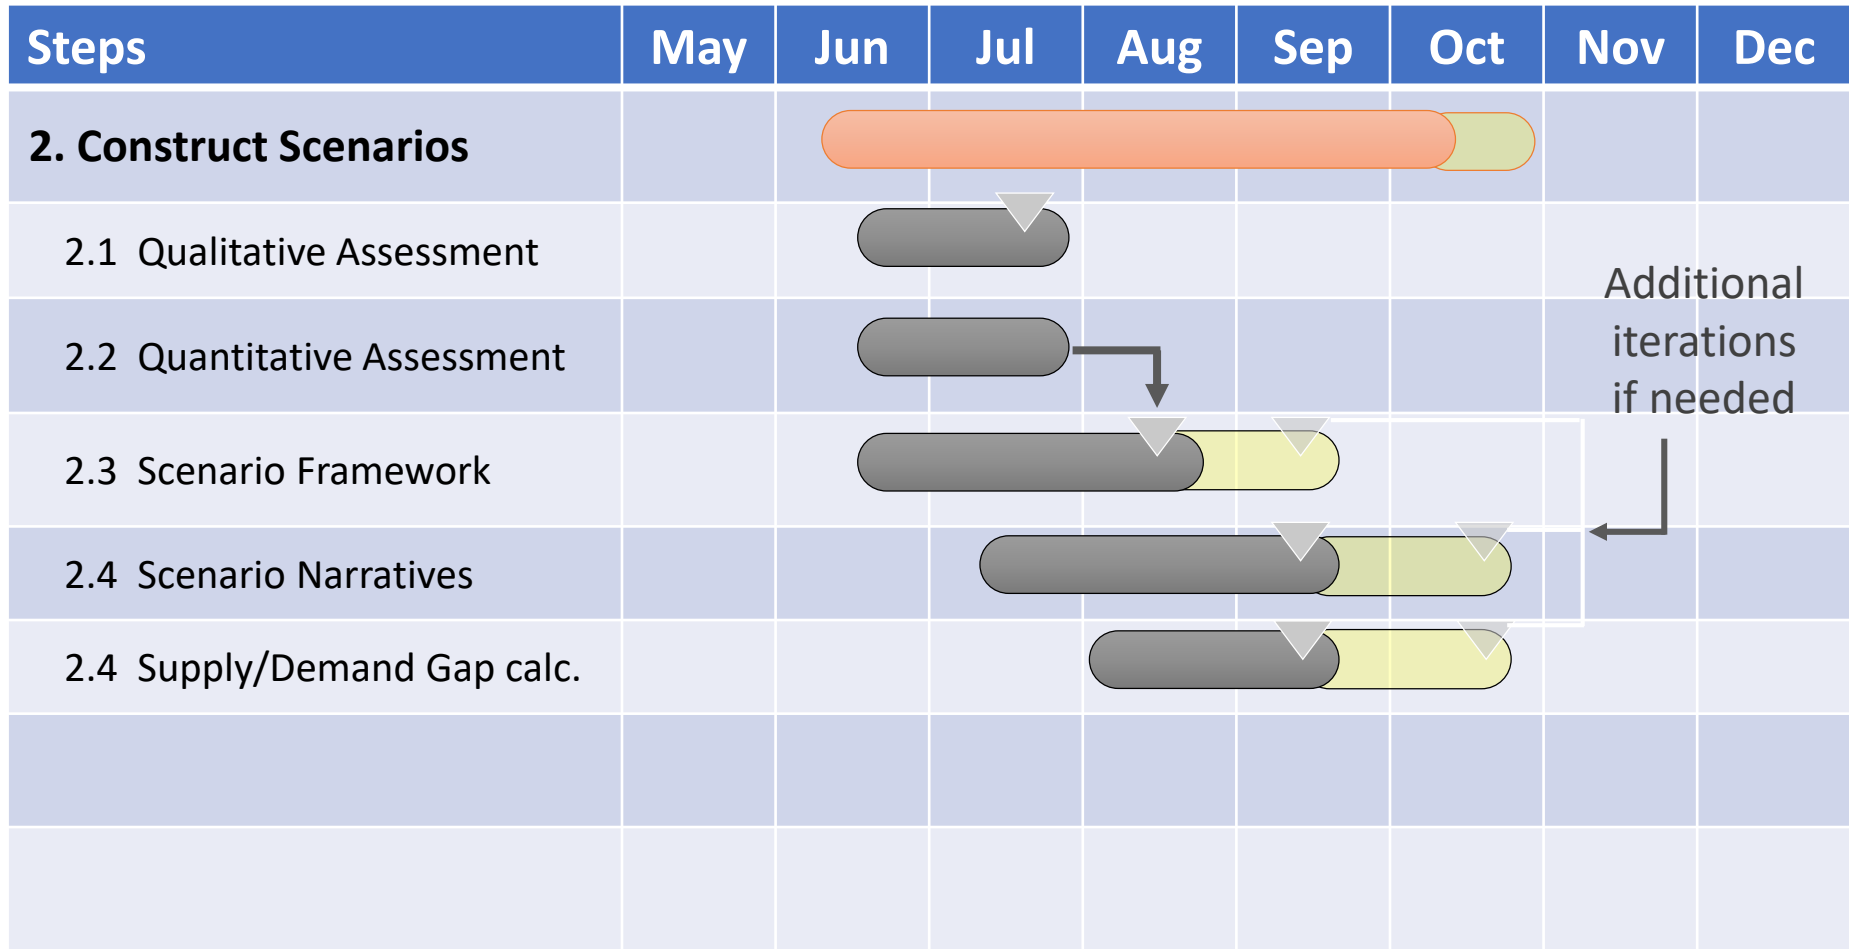 Steps May Jun Jul Aug Sep Oct Nov Dec
2. Construct Scenarios
2.1 Qualitative Assessment
2.2 Quantitative Assessment
2.3 Scenario Framework
2.4 Scenario Narratives
2.4 Supply/Demand Gap calc.
Additional
iterations
if needed